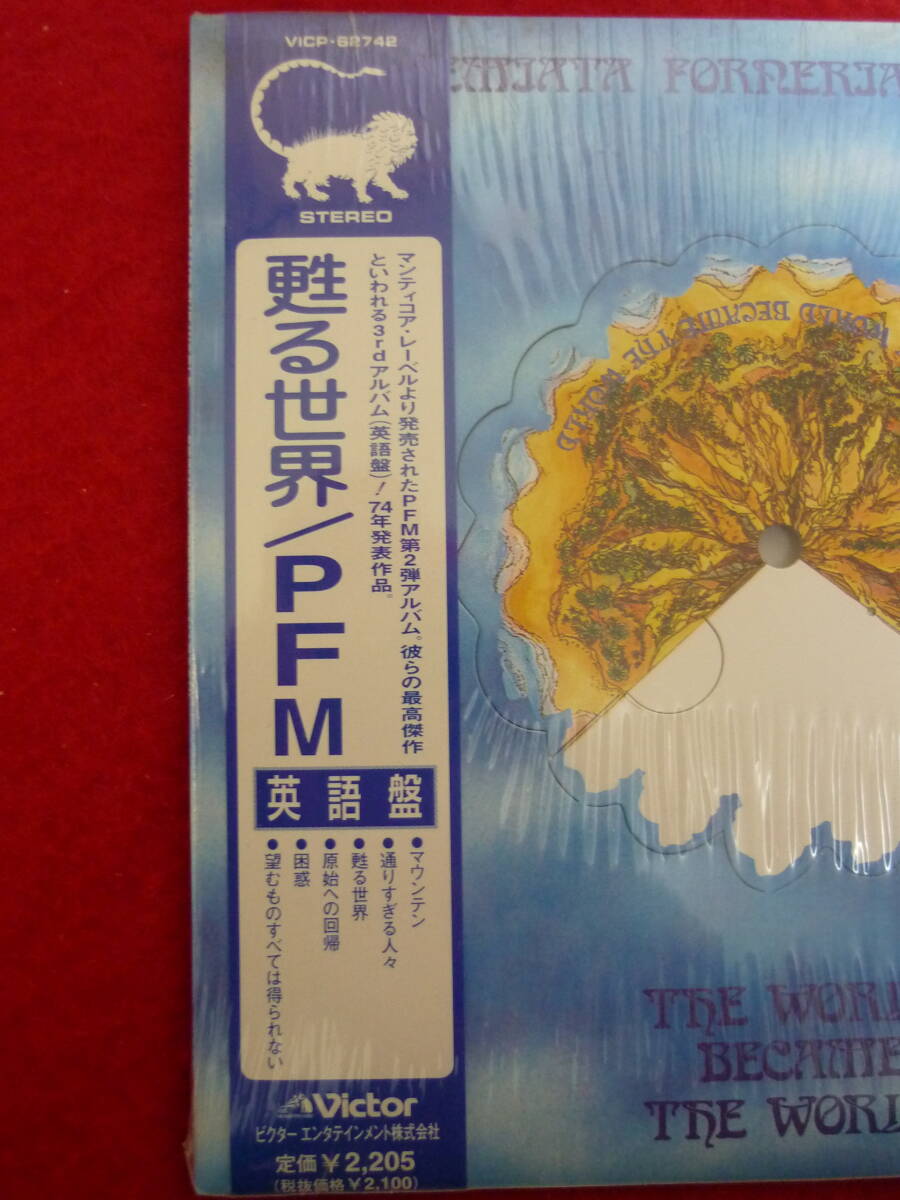 VICP-62742
STEREO
甦る世界/PFM
マンティコア・レーベルより発売されたPFM第2弾アルバム。彼らの最高傑作
といわれる3rdアルバム(英語盤)!74年発表作品。
英語盤
●マウンテン
●通りすぎる人々
●甦る世界
●原始への回帰
●困惑
●望むものすべては得られない
Victor
ビクター エンタテインメント株式会社
定価¥2,205
(税抜価格¥2,100)
FORNERIA
WORLD BECAME THE WORLD
THE
BECAME
THE